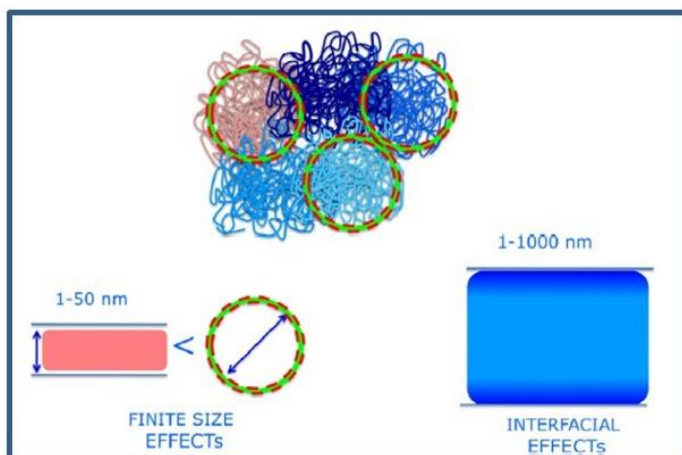 1-1000 nm
1-50 nm
<
FINITE SIZE
EFFECTs
INTERFACIAL
EFFECTs